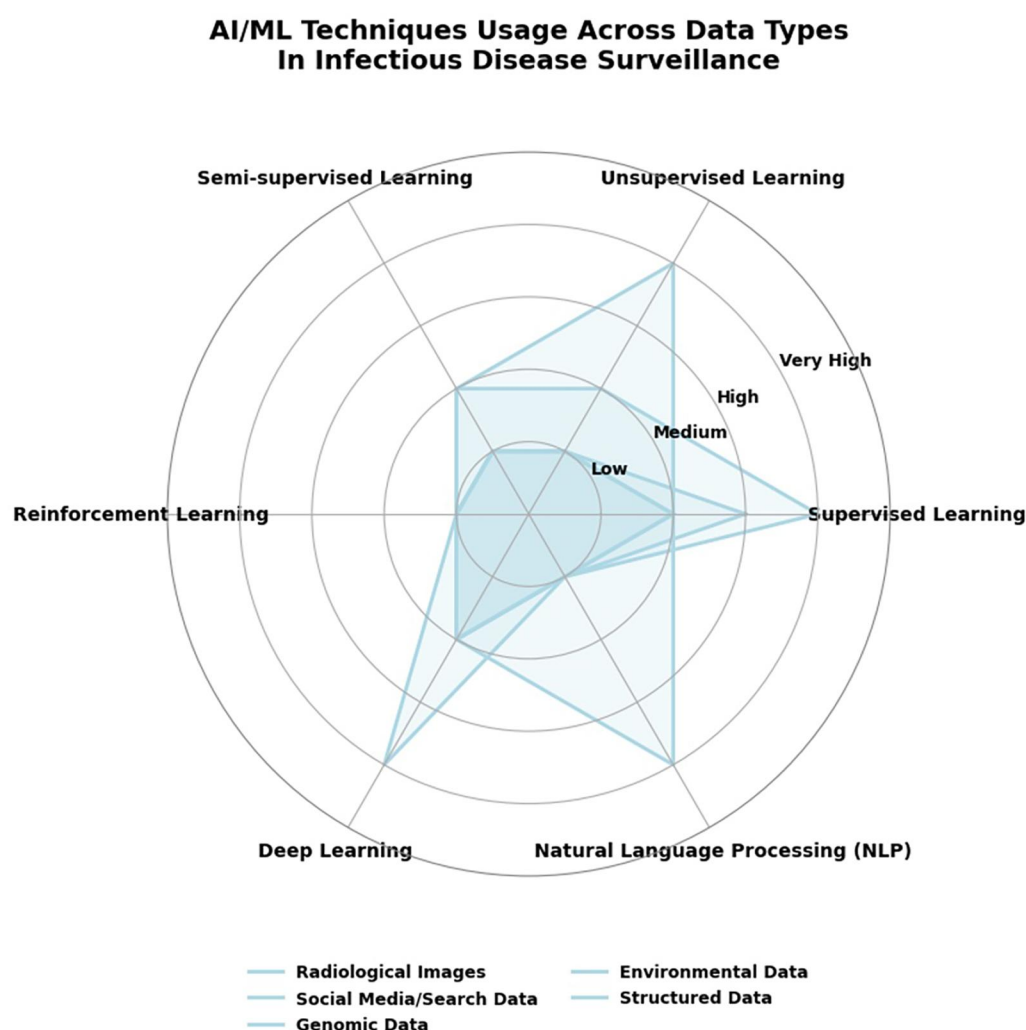 AI/ML Techniques Usage Across Data Types
In Infectious Disease Surveillance
Semi-supervised Learning
Unsupervised Learning
Very High
High
Medium
Low
Reinforcement Learning
Supervised Learning
Deep Learning
Natural Language Processing (NLP)
Radiological Images
Social Media/Search Data
Genomic Data
Environmental Data
Structured Data